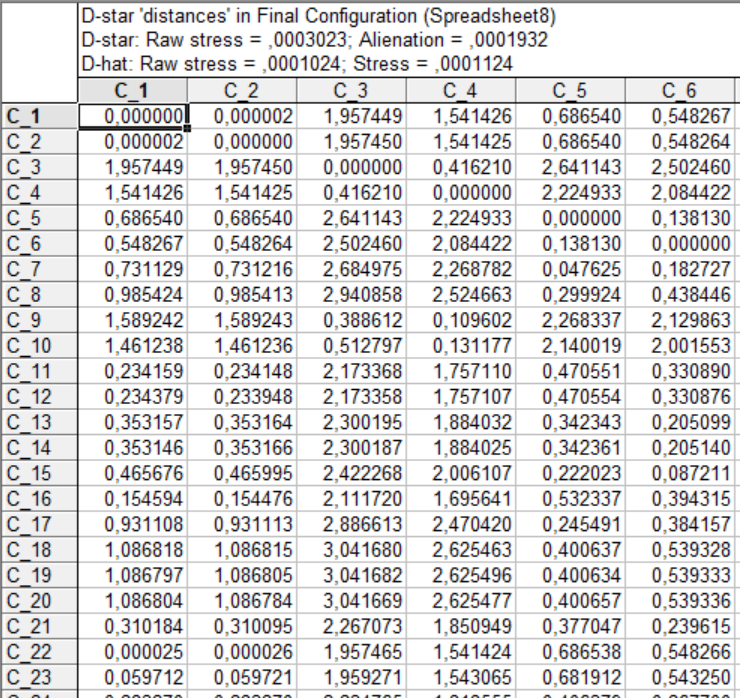 D-star 'distances' in Final Configuration (Spreadsheet8)
D-star: Raw stress = ,0003023; Alienation = ,0001932
D-hat: Raw stress = ,0001024; Stress = ,0001124
C_1 C_2 C_3 C_4 C_5 C_6
C_1 0,000000 0,000002 1,957449 1,541426 0,686540 0,548267
C_2 0,000002 0,000000 1,957450 1,541425 0,686540 0,548264
C_3 1,957449 1,957450 0,000000 0,416210 2,641143 2,502460
C_4 1,541426 1,541425 0,416210 0,000000 2,224933 2,084422
C_5 0,686540 0,686540 2,641143 2,224933 0,000000 0,138130
C_6 0,548267 0,548264 2,502460 2,084422 0,138130 0,000000
C_7 0,731129 0,731216 2,684975 2,268782 0,047625 0,182727
C_8 0,985424 0,985413 2,940858 2,524663 0,299924 0,438446
C_9 1,589242 1,589243 0,388612 0,109602 2,268337 2,129863
C_10 1,461238 1,461236 0,512797 0,131177 2,140019 2,001553
C_11 0,234159 0,234148 2,173368 1,757110 0,470551 0,330890
C_12 0,234379 0,233948 2,173358 1,757107 0,470554 0,330876
C_13 0,353157 0,353164 2,300195 1,884032 0,342343 0,205099
C_14 0,353146 0,353166 2,300187 1,884025 0,342361 0,205140
C_15 0,465676 0,465995 2,422268 2,006107 0,222023 0,087211
C_16 0,154594 0,154476 2,111720 1,695641 0,532337 0,394315
C_17 0,931108 0,931113 2,886613 2,470420 0,245491 0,384157
C_18 1,086818 1,086815 3,041680 2,625463 0,400637 0,539328
C_19 1,086797 1,086805 3,041682 2,625496 0,400634 0,539333
C_20 1,086804 1,086784 3,041669 2,625477 0,400657 0,539336
C_21 0,310184 0,310095 2,267073 1,850949 0,377047 0,239615
C_22 0,000025 0,000026 1,957465 1,541424 0,686538 0,548266
C_23 0,059712 0,059721 1,959271 1,543065 0,681912 0,543250